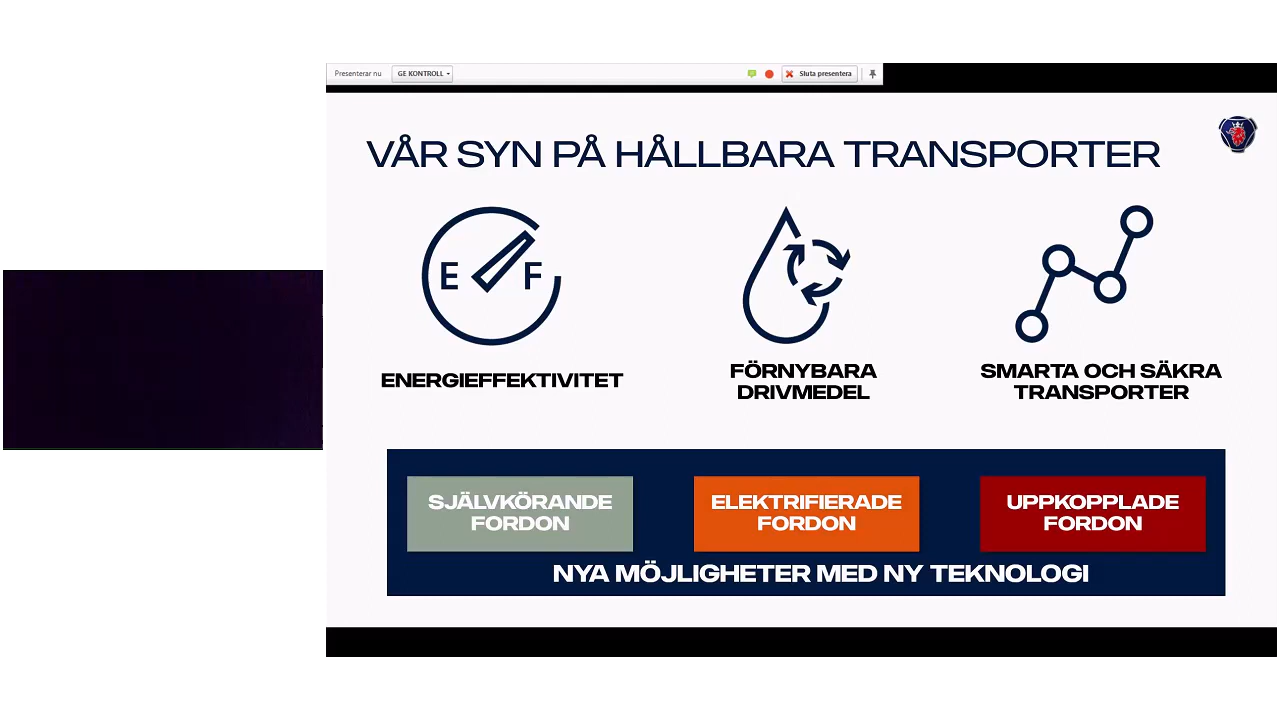 Presenterar nu GE KONTROLL Sluta presentera
VÅR SYN PÅ HÅLLBARA TRANSPORTER
E F
ENERGIEFFEKTIVITET
FÖRNYBARA
DRIVMEDEL
SMARTA OCH SÄKRA
TRANSPORTER
SJÄLVKÖRANDE
FORDON
ELEKTRIFIERADE
FORDON
UPPKOPPLADE
FORDON
NYA MÖJLIGHETER MED NY TEKNOLOGI